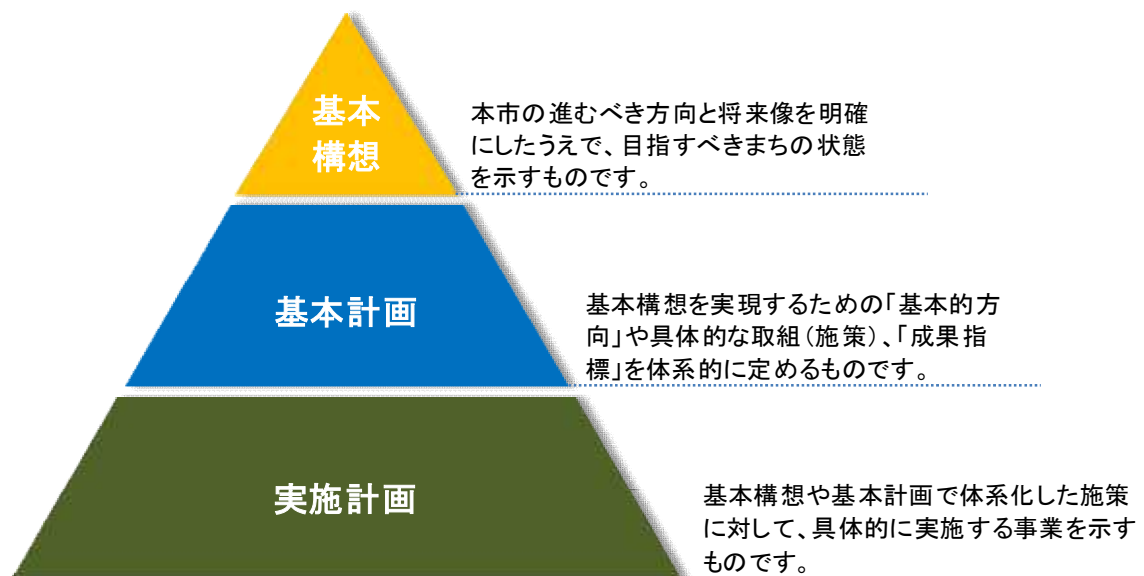 基本
構想
本市の進むべき方向と将来像を明確
にしたうえで、目指すべきまちの状態
を示すものです。
基本計画
基本構想を実現するための「基本的方
向」や具体的な取組(施策)、「成果指
標」を体系的に定めるものです。
実施計画
基本構想や基本計画で体系化した施策
に対して、具体的に実施する事業を示す
ものです。